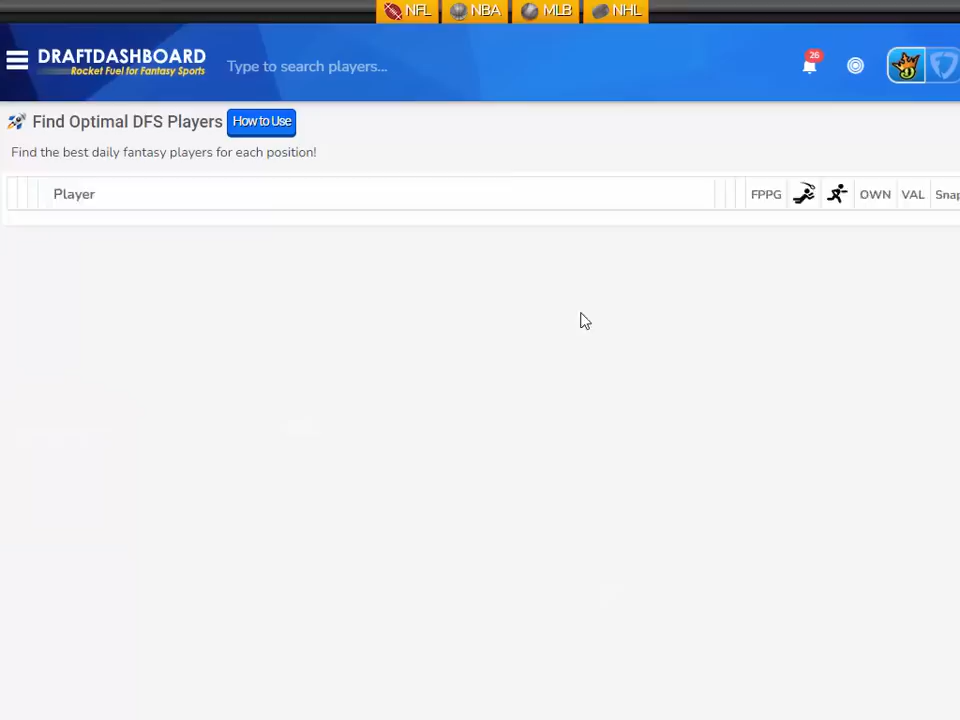 NFL NBA MLB NHL
DRAFTDASHBOARD
Rocket Fuel for Fantasy Sports
Type to search players...
26
Find Optimal DFS Players How to Use
Find the best daily fantasy players for each position!
Player FPPG OWN VAL Snap